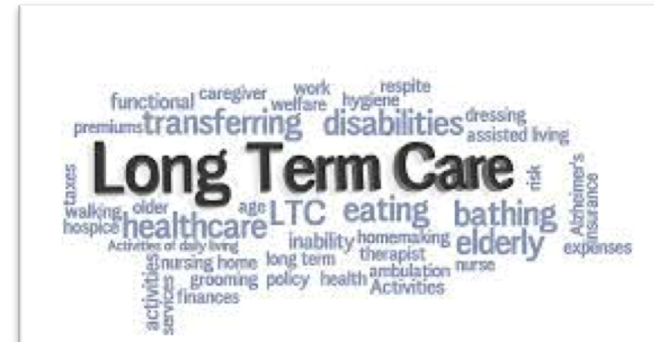 work respite
functional caregiver welfare hygiene
premiums transferring disabilities dressing
assisted living
Long Term Care
taxes
risk
Alzheimer's
insurance
walking older age LTC eating bathing
hospice healthcare
Activities of daily living inability homemaking elderly expenses
nursing home long term therapist
ambulation nurse
grooming policy health Activities
finances
activities
services